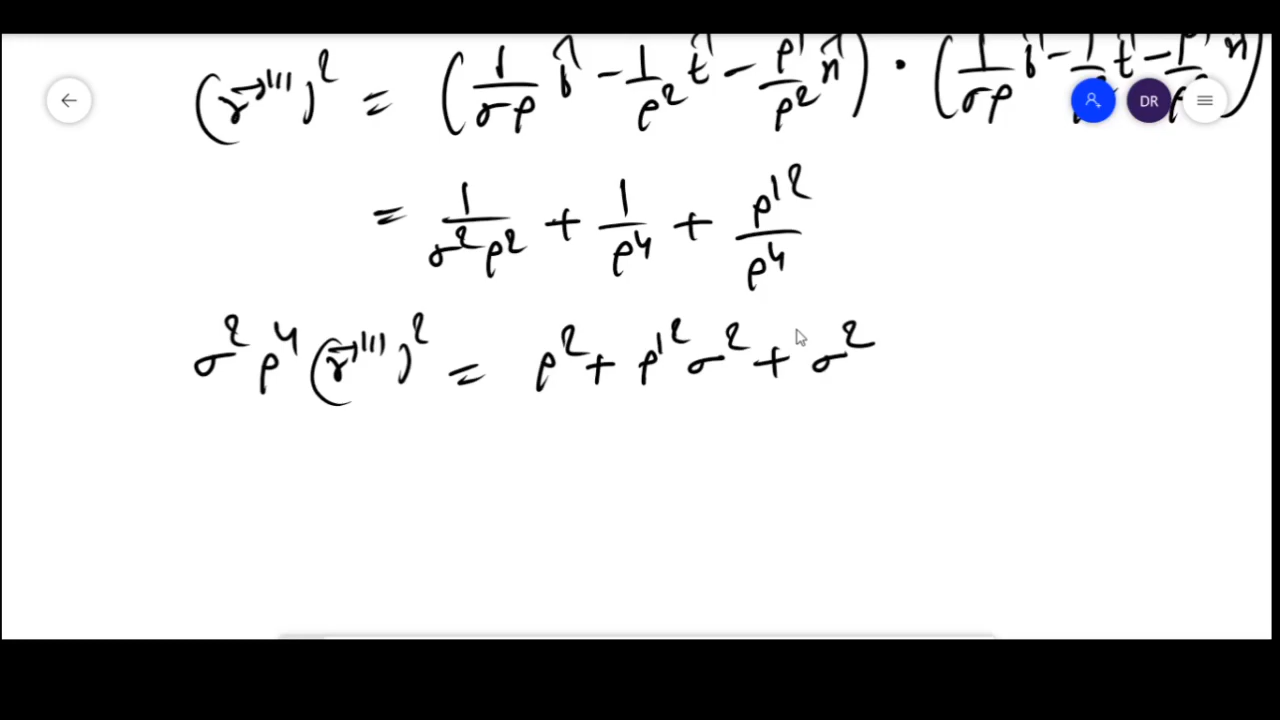 (r⃗''')² = (1/σρ b̂ − 1/ρ² t̂ − ρ'/ρ² n̂) · (1/σρ b̂ − 1/ρ² t̂ − ρ'/ρ² n̂)
DR
= 1/σ²ρ² + 1/ρ⁴ + ρ'²/ρ⁴
σ²ρ⁴(r⃗''')² = ρ² + ρ'²σ² + σ²